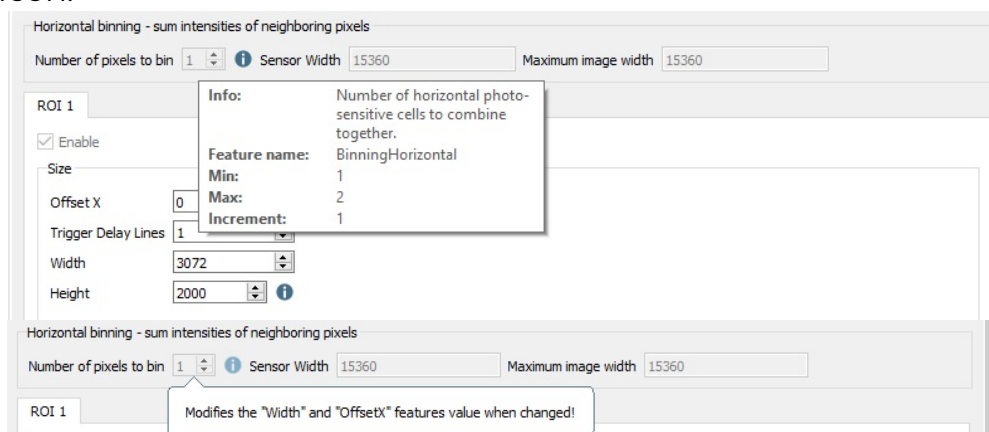 Horizontal binning - sum intensities of neighboring pixels
Number of pixels to bin 1 Sensor Width 15360 Maximum image width 15360
ROI 1
Info: Number of horizontal photo-
sensitive cells to combine
together.
Enable
Feature name: BinningHorizontal
Size
Min: 1
Max: 2
Offset X 0
Increment: 1
Trigger Delay Lines 1
Width 3072
Height 2000
Horizontal binning - sum intensities of neighboring pixels
Number of pixels to bin 1 Sensor Width 15360 Maximum image width 15360
ROI 1
Modifies the "Width" and "OffsetX" features value when changed!